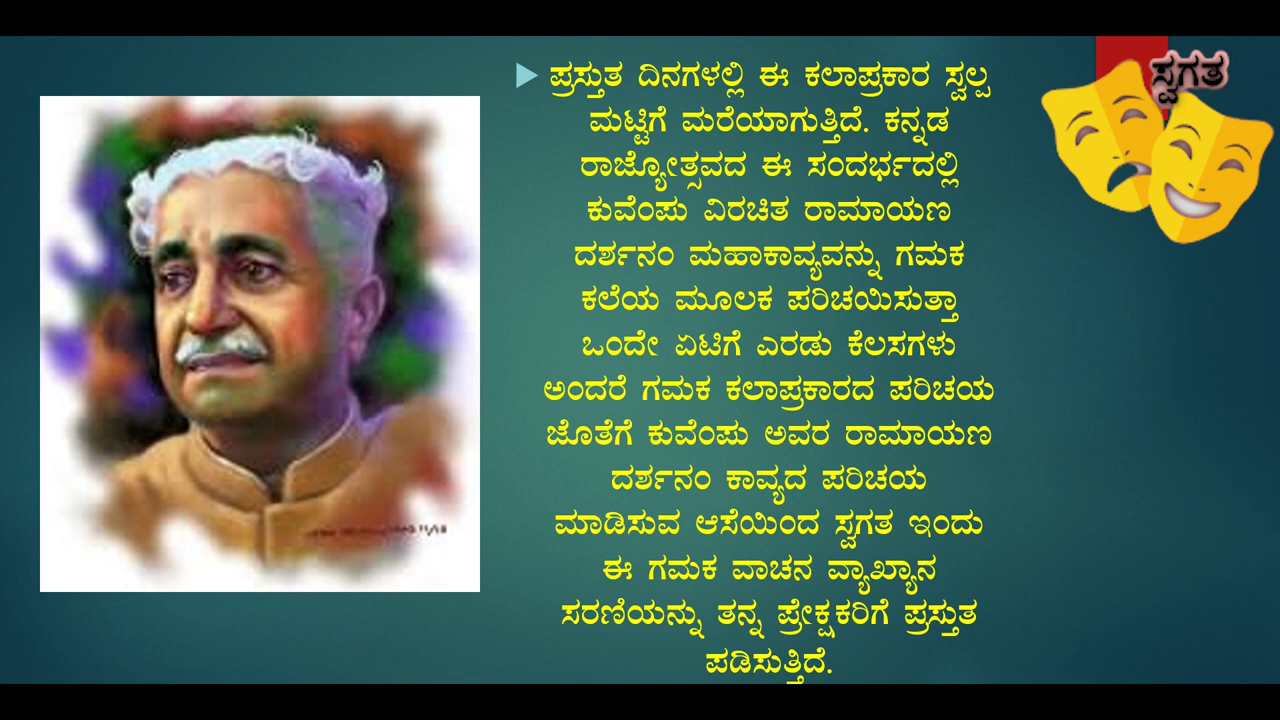 ಪ್ರಸ್ತುತ ದಿನಗಳಲ್ಲಿ ಈ ಕಲಾಪ್ರಕಾರ ಸ್ವಲ್ಪ
ಮಟ್ಟಿಗೆ ಮರೆಯಾಗುತ್ತಿದೆ. ಕನ್ನಡ
ರಾಜ್ಯೋತ್ಸವದ ಈ ಸಂದರ್ಭದಲ್ಲಿ
ಕುವೆಂಪು ವಿರಚಿತ ರಾಮಾಯಣ
ದರ್ಶನಂ ಮಹಾಕಾವ್ಯವನ್ನು ಗಮಕ
ಕಲೆಯ ಮೂಲಕ ಪರಿಚಯಿಸುತ್ತಾ
ಒಂದೇ ಏಟಿಗೆ ಎರಡು ಕೆಲಸಗಳು
ಅಂದರೆ ಗಮಕ ಕಲಾಪ್ರಕಾರದ ಪರಿಚಯ
ಜೊತೆಗೆ ಕುವೆಂಪು ಅವರ ರಾಮಾಯಣ
ದರ್ಶನಂ ಕಾವ್ಯದ ಪರಿಚಯ
ಮಾಡಿಸುವ ಆಸೆಯಿಂದ ಸ್ವಗತ ಇಂದು
ಈ ಗಮಕ ವಾಚನ ವ್ಯಾಖ್ಯಾನ
ಸರಣಿಯನ್ನು ತನ್ನ ಪ್ರೇಕ್ಷಕರಿಗೆ ಪ್ರಸ್ತುತ
ಪಡಿಸುತ್ತಿದೆ.
ಸ್ವಗತ